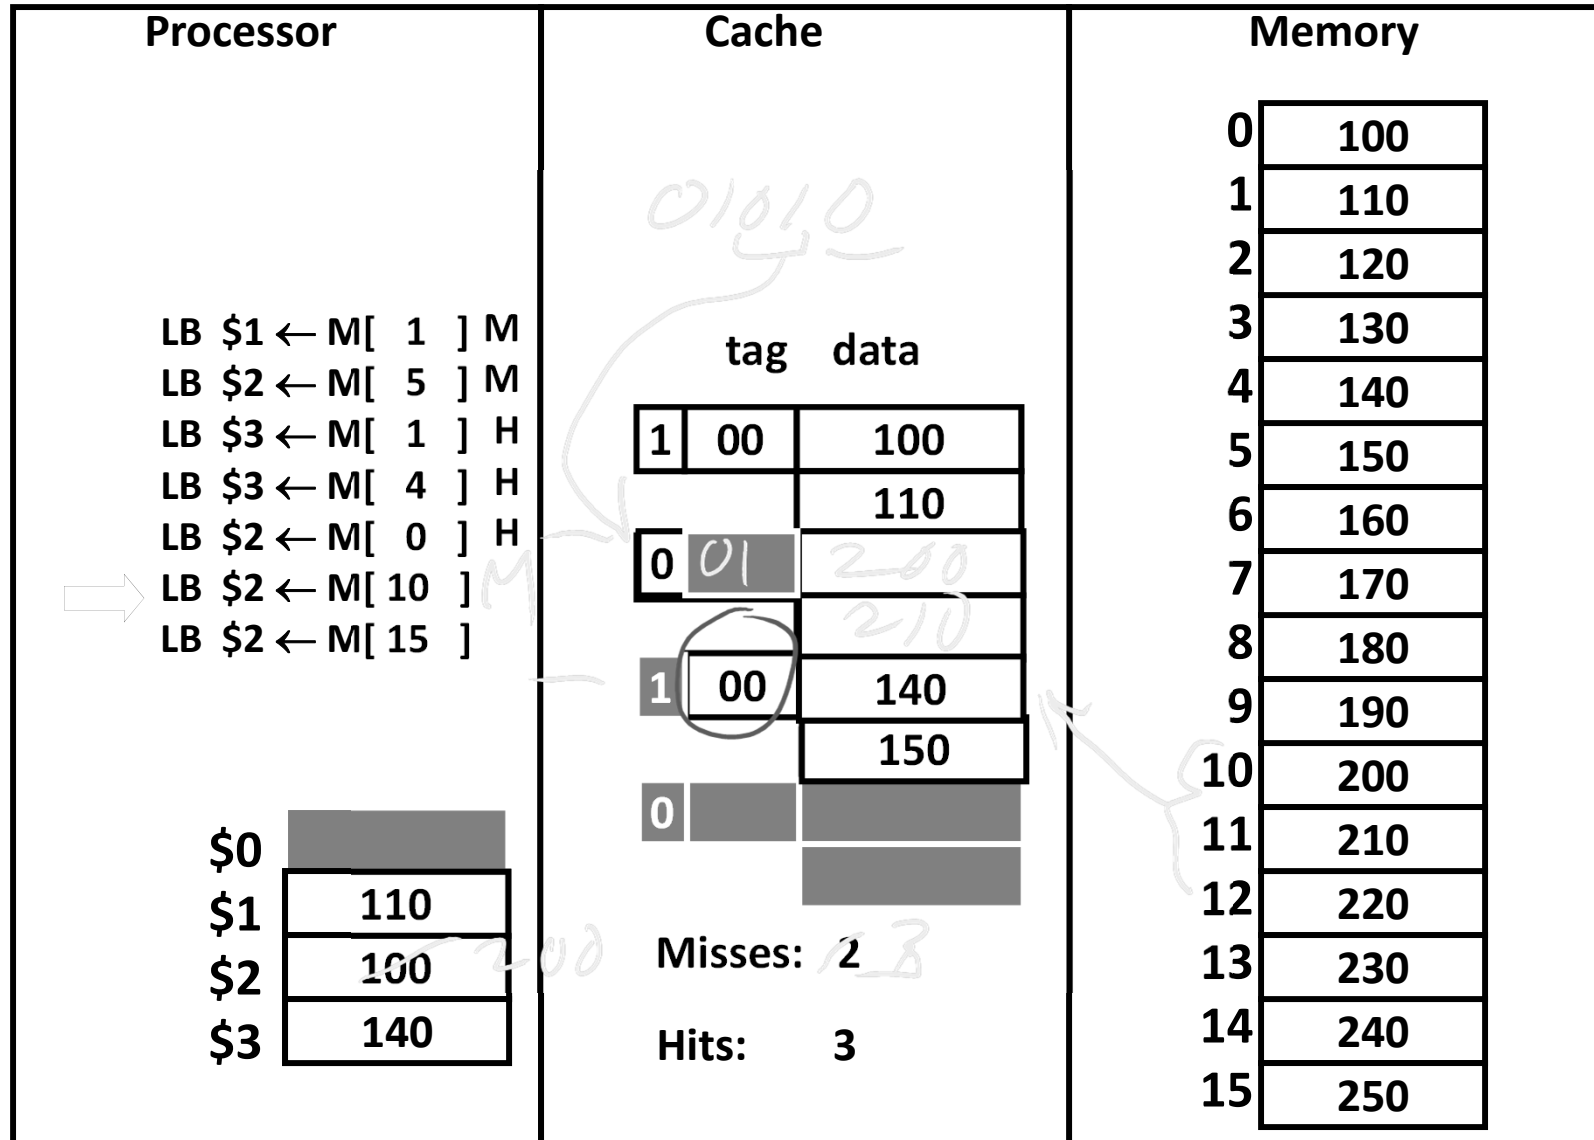 Processor
LB $1 ← M[ 1 ] M
LB $2 ← M[ 5 ] M
LB $3 ← M[ 1 ] H
LB $3 ← M[ 4 ] H
LB $2 ← M[ 0 ] H
LB $2 ← M[ 10 ] M
LB $2 ← M[ 15 ]
$0
$1 110
$2 100 200
$3 140
Cache
01010
tag data
1 00 100
110
0 01 200
210
1 00 140
150
0
Misses: 2 3
Hits: 3
Memory
0 100
1 110
2 120
3 130
4 140
5 150
6 160
7 170
8 180
9 190
10 200
11 210
12 220
13 230
14 240
15 250